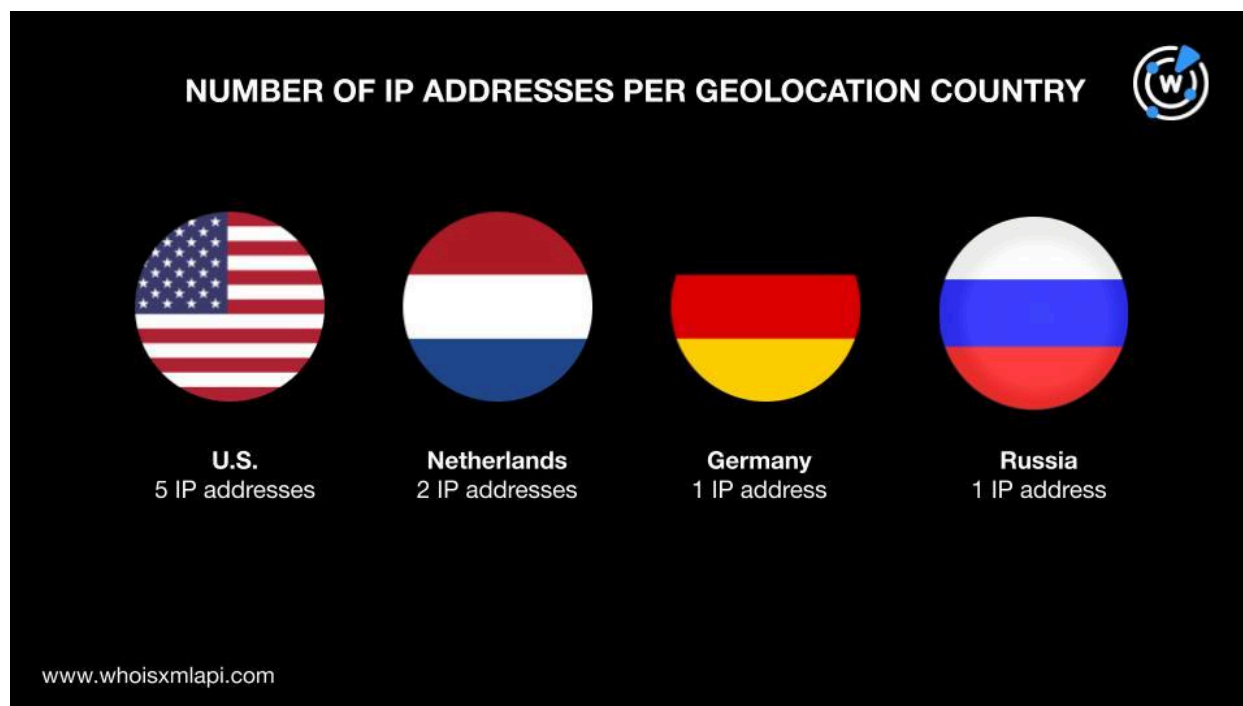 NUMBER OF IP ADDRESSES PER GEOLOCATION COUNTRY
W
U.S.
5 IP addresses
Netherlands
2 IP addresses
Germany
1 IP address
Russia
1 IP address
www.whoisxmlapi.com